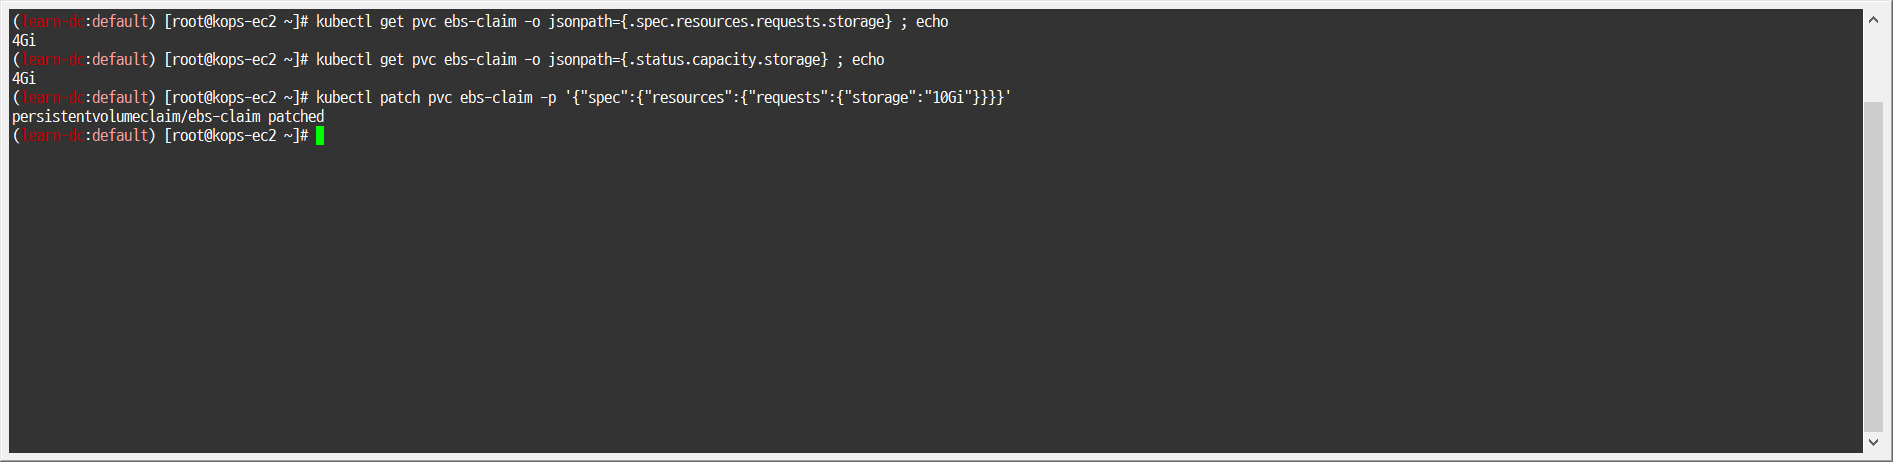 (learn-dc:default) [root@kops-ec2 ~]# kubectl get pvc ebs-claim -o jsonpath={.spec.resources.requests.storage} ; echo
4Gi
(learn-dc:default) [root@kops-ec2 ~]# kubectl get pvc ebs-claim -o jsonpath={.status.capacity.storage} ; echo
4Gi
(learn-dc:default) [root@kops-ec2 ~]# kubectl patch pvc ebs-claim -p '{"spec":{"resources":{"requests":{"storage":"10Gi"}}}}'
persistentvolumeclaim/ebs-claim patched
(learn-dc:default) [root@kops-ec2 ~]#